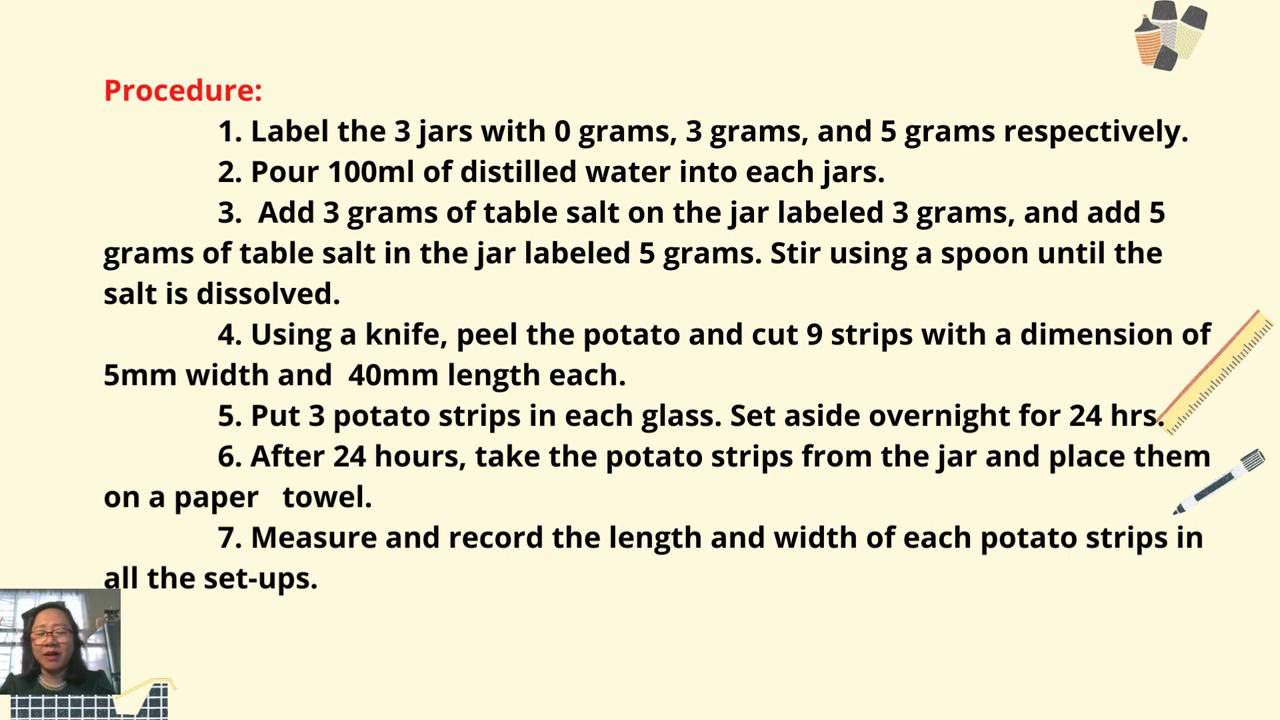 Procedure:
1. Label the 3 jars with 0 grams, 3 grams, and 5 grams respectively.
2. Pour 100ml of distilled water into each jars.
3.  Add 3 grams of table salt on the jar labeled 3 grams, and add 5
grams of table salt in the jar labeled 5 grams. Stir using a spoon until the
salt is dissolved.
4. Using a knife, peel the potato and cut 9 strips with a dimension of
5mm width and  40mm length each.
5. Put 3 potato strips in each glass. Set aside overnight for 24 hrs.
6. After 24 hours, take the potato strips from the jar and place them
on a paper   towel.
7. Measure and record the length and width of each potato strips in
all the set-ups.